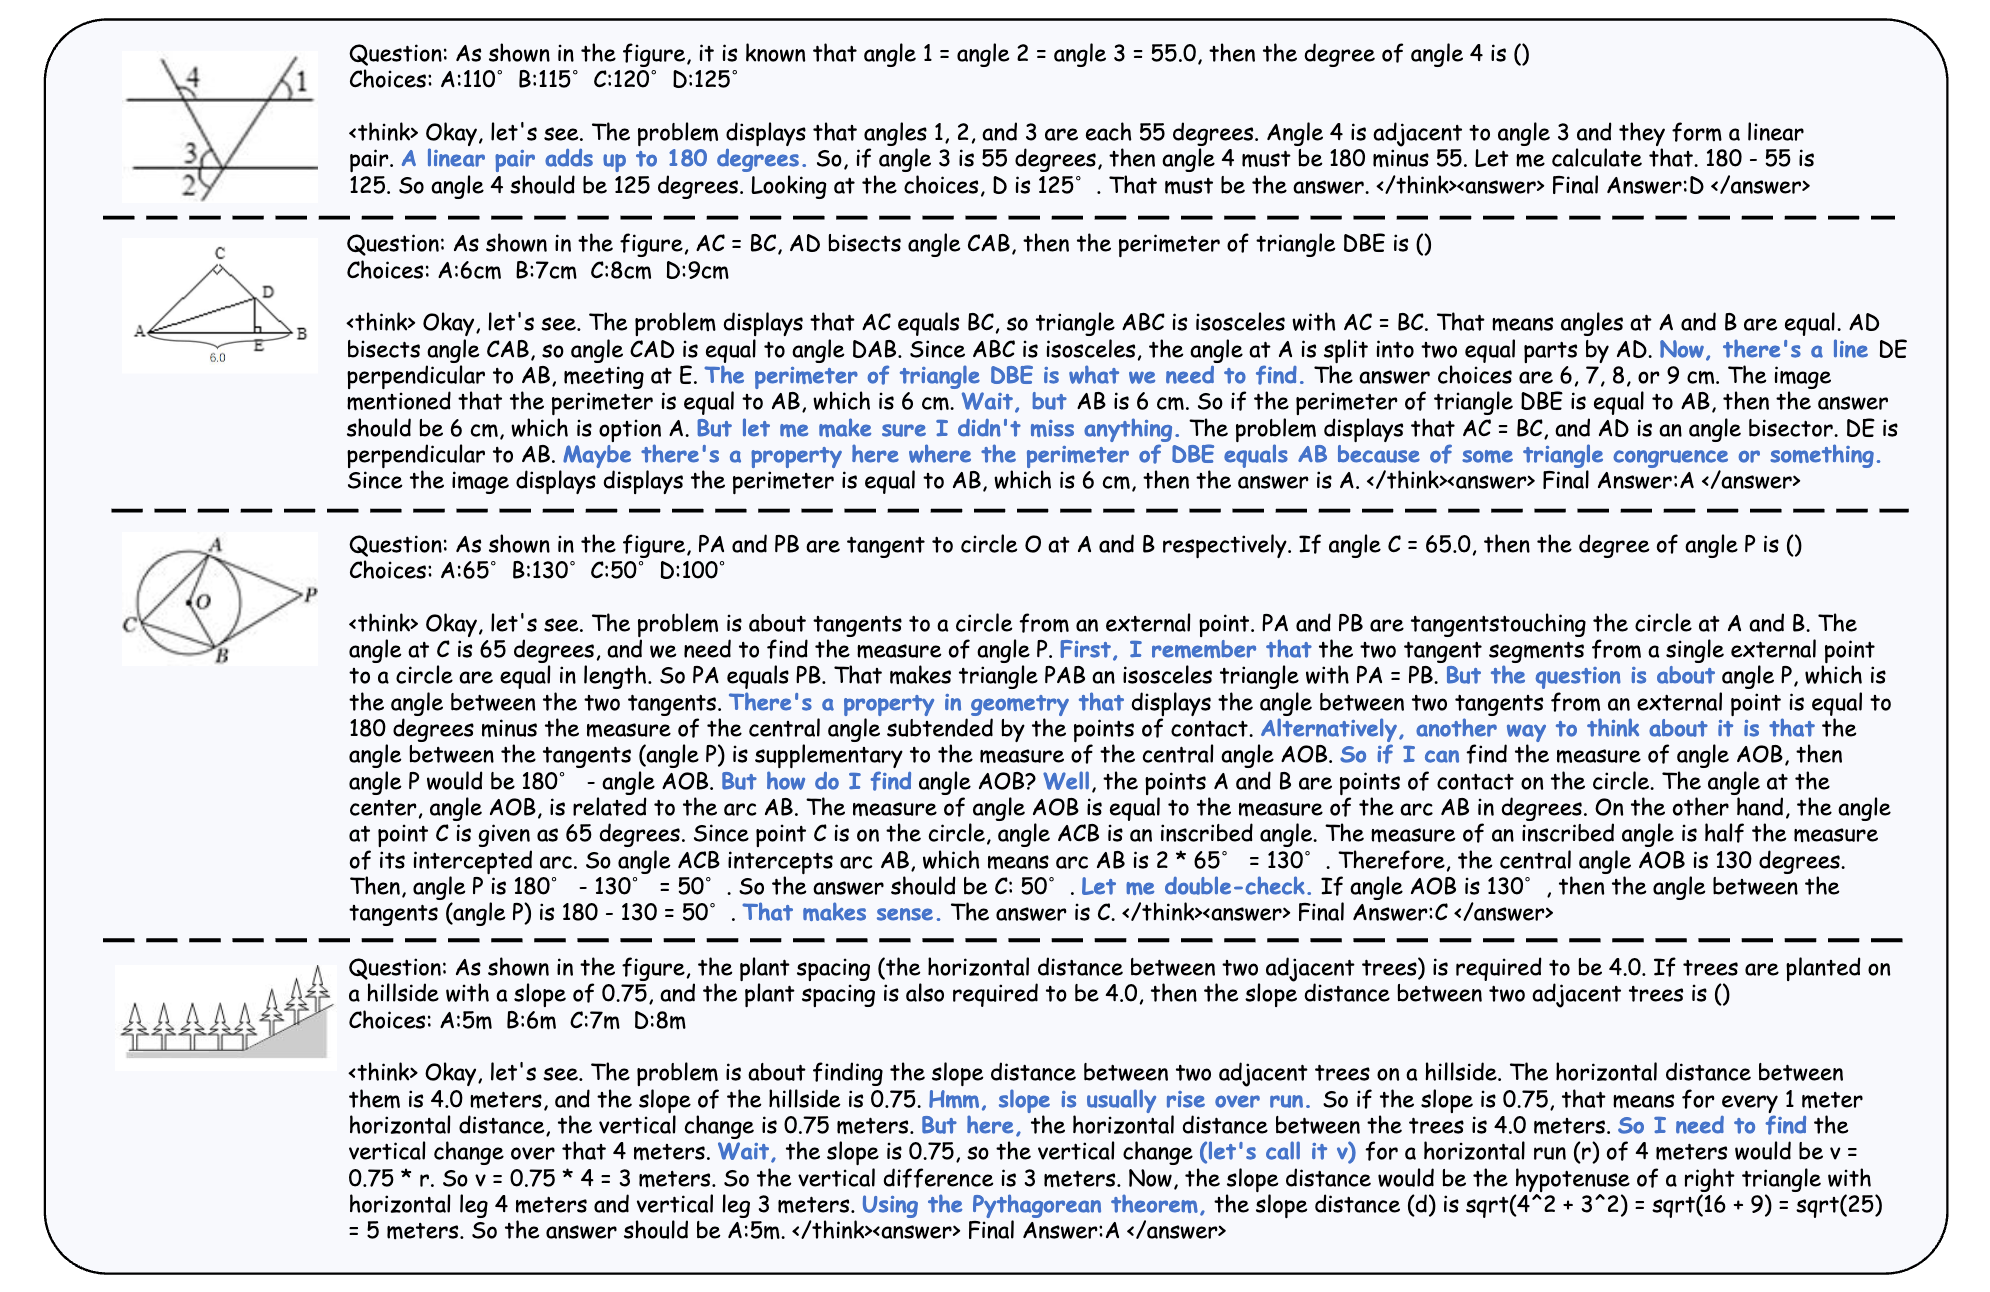 Question: As shown in the figure, it is known that angle 1 = angle 2 = angle 3 = 55.0, then the degree of angle 4 is ()
Choices: A:110° B:115° C:120° D:125°
4
1
3
2
<think> Okay, let's see. The problem displays that angles 1, 2, and 3 are each 55 degrees. Angle 4 is adjacent to angle 3 and they form a linear
pair. A linear pair adds up to 180 degrees. So, if angle 3 is 55 degrees, then angle 4 must be 180 minus 55. Let me calculate that. 180 - 55 is
125. So angle 4 should be 125 degrees. Looking at the choices, D is 125° . That must be the answer. </think><answer> Final Answer:D </answer>
Question: As shown in the figure, AC = BC, AD bisects angle CAB, then the perimeter of triangle DBE is ()
Choices: A:6cm B:7cm C:8cm D:9cm
C
D
A
E
B
6.0
<think> Okay, let's see. The problem displays that AC equals BC, so triangle ABC is isosceles with AC = BC. That means angles at A and B are equal. AD
bisects angle CAB, so angle CAD is equal to angle DAB. Since ABC is isosceles, the angle at A is split into two equal parts by AD. Now, there's a line DE
perpendicular to AB, meeting at E. The perimeter of triangle DBE is what we need to find. The answer choices are 6, 7, 8, or 9 cm. The image
mentioned that the perimeter is equal to AB, which is 6 cm. Wait, but AB is 6 cm. So if the perimeter of triangle DBE is equal to AB, then the answer
should be 6 cm, which is option A. But let me make sure I didn't miss anything. The problem displays that AC = BC, and AD is an angle bisector. DE is
perpendicular to AB. Maybe there's a property here where the perimeter of DBE equals AB because of some triangle congruence or something.
Since the image displays displays the perimeter is equal to AB, which is 6 cm, then the answer is A. </think><answer> Final Answer:A </answer>
Question: As shown in the figure, PA and PB are tangent to circle O at A and B respectively. If angle C = 65.0, then the degree of angle P is ()
Choices: A:65° B:130° C:50° D:100°
A
O
P
C
B
<think> Okay, let's see. The problem is about tangents to a circle from an external point. PA and PB are tangentstouching the circle at A and B. The
angle at C is 65 degrees, and we need to find the measure of angle P. First, I remember that the two tangent segments from a single external point
to a circle are equal in length. So PA equals PB. That makes triangle PAB an isosceles triangle with PA = PB. But the question is about angle P, which is
the angle between the two tangents. There's a property in geometry that displays the angle between two tangents from an external point is equal to
180 degrees minus the measure of the central angle subtended by the points of contact. Alternatively, another way to think about it is that the
angle between the tangents (angle P) is supplementary to the measure of the central angle AOB. So if I can find the measure of angle AOB, then
angle P would be 180° - angle AOB. But how do I find angle AOB? Well, the points A and B are points of contact on the circle. The angle at the
center, angle AOB, is related to the arc AB. The measure of angle AOB is equal to the measure of the arc AB in degrees. On the other hand, the angle
at point C is given as 65 degrees. Since point C is on the circle, angle ACB is an inscribed angle. The measure of an inscribed angle is half the measure
of its intercepted arc. So angle ACB intercepts arc AB, which means arc AB is 2 * 65° = 130° . Therefore, the central angle AOB is 130 degrees.
Then, angle P is 180° - 130° = 50° . So the answer should be C: 50° . Let me double-check. If angle AOB is 130° , then the angle between the
tangents (angle P) is 180 - 130 = 50° . That makes sense. The answer is C. </think><answer> Final Answer:C </answer>
Question: As shown in the figure, the plant spacing (the horizontal distance between two adjacent trees) is required to be 4.0. If trees are planted on
a hillside with a slope of 0.75, and the plant spacing is also required to be 4.0, then the slope distance between two adjacent trees is ()
Choices: A:5m B:6m C:7m D:8m
<think> Okay, let's see. The problem is about finding the slope distance between two adjacent trees on a hillside. The horizontal distance between
them is 4.0 meters, and the slope of the hillside is 0.75. Hmm, slope is usually rise over run. So if the slope is 0.75, that means for every 1 meter
horizontal distance, the vertical change is 0.75 meters. But here, the horizontal distance between the trees is 4.0 meters. So I need to find the
vertical change over that 4 meters. Wait, the slope is 0.75, so the vertical change (let's call it v) for a horizontal run (r) of 4 meters would be v =
0.75 * r. So v = 0.75 * 4 = 3 meters. So the vertical difference is 3 meters. Now, the slope distance would be the hypotenuse of a right triangle with
horizontal leg 4 meters and vertical leg 3 meters. Using the Pythagorean theorem, the slope distance (d) is sqrt(4^2 + 3^2) = sqrt(16 + 9) = sqrt(25)
= 5 meters. So the answer should be A:5m. </think><answer> Final Answer:A </answer>